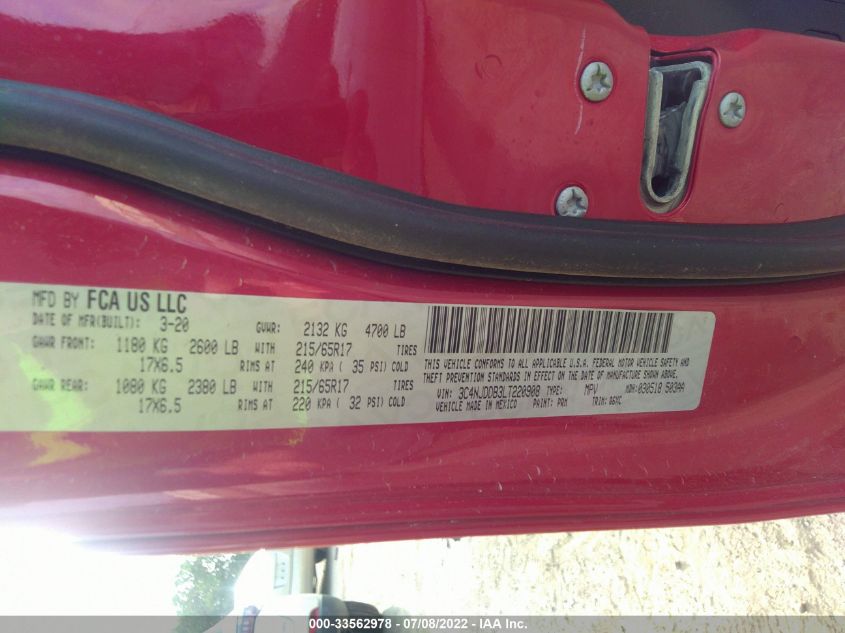 MFD BY FCA US LLC
DATE OF MFR(BUILT): 3-20 GVWR: 2132 KG 4700 LB
GAWR FRONT: 1180 KG 2600 LB WITH 215/65R17 TIRES
17X6.5 RIMS AT 240 KPA ( 35 PSI) COLD
GAWR REAR: 1080 KG 2380 LB WITH 215/65R17 TIRES
17X6.5 RIMS AT 220 KPA ( 32 PSI) COLD
THIS VEHICLE CONFORMS TO ALL APPLICABLE U.S. FEDERAL MOTOR VEHICLE SAFETY AND
THEFT PREVENTION STANDARDS IN EFFECT ON THE DATE OF MANUFACTURE SHOWN ABOVE.
VIN: 3C4NJDDB3LT220908 TYPE: MPV MDH: 030510 503AA
VEHICLE MADE IN MEXICO PAINT: PRM TRIM:
000-33562978 - 07/08/2022 - IAA Inc.